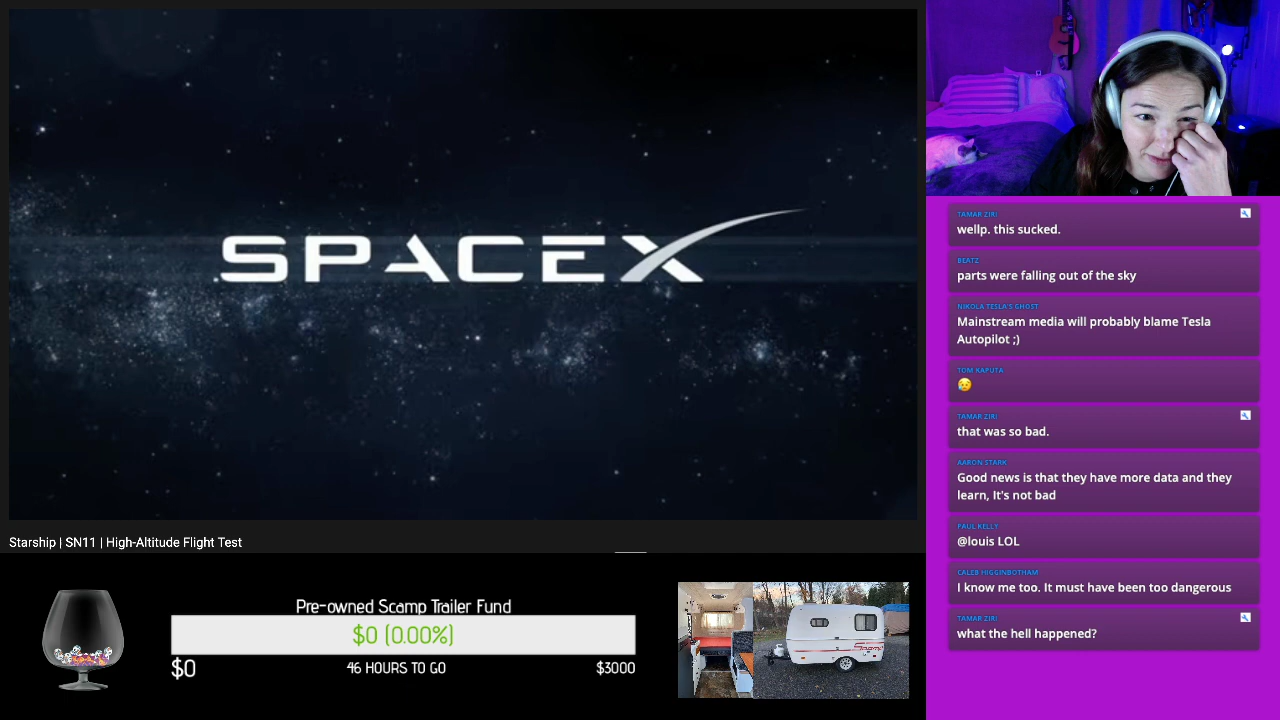 SPACEX
Starship | SN11 | High-Altitude Flight Test
Pre-owned Scamp Trailer Fund
$0 (0.00%)
$0
46 HOURS TO GO
$3000
Scamp
TAMAR ZIRI
wellp. this sucked.
BEATZ
parts were falling out of the sky
NIKOLA TESLA'S GHOST
Mainstream media will probably blame Tesla
Autopilot ;)
TOM KAPUTA
😥
TAMAR ZIRI
that was so bad.
AARON STARK
Good news is that they have more data and they
learn, It's not bad
PAUL KELLY
@louis LOL
CALEB HIGGINBOTHAM
I know me too. It must have been too dangerous
TAMAR ZIRI
what the hell happened?